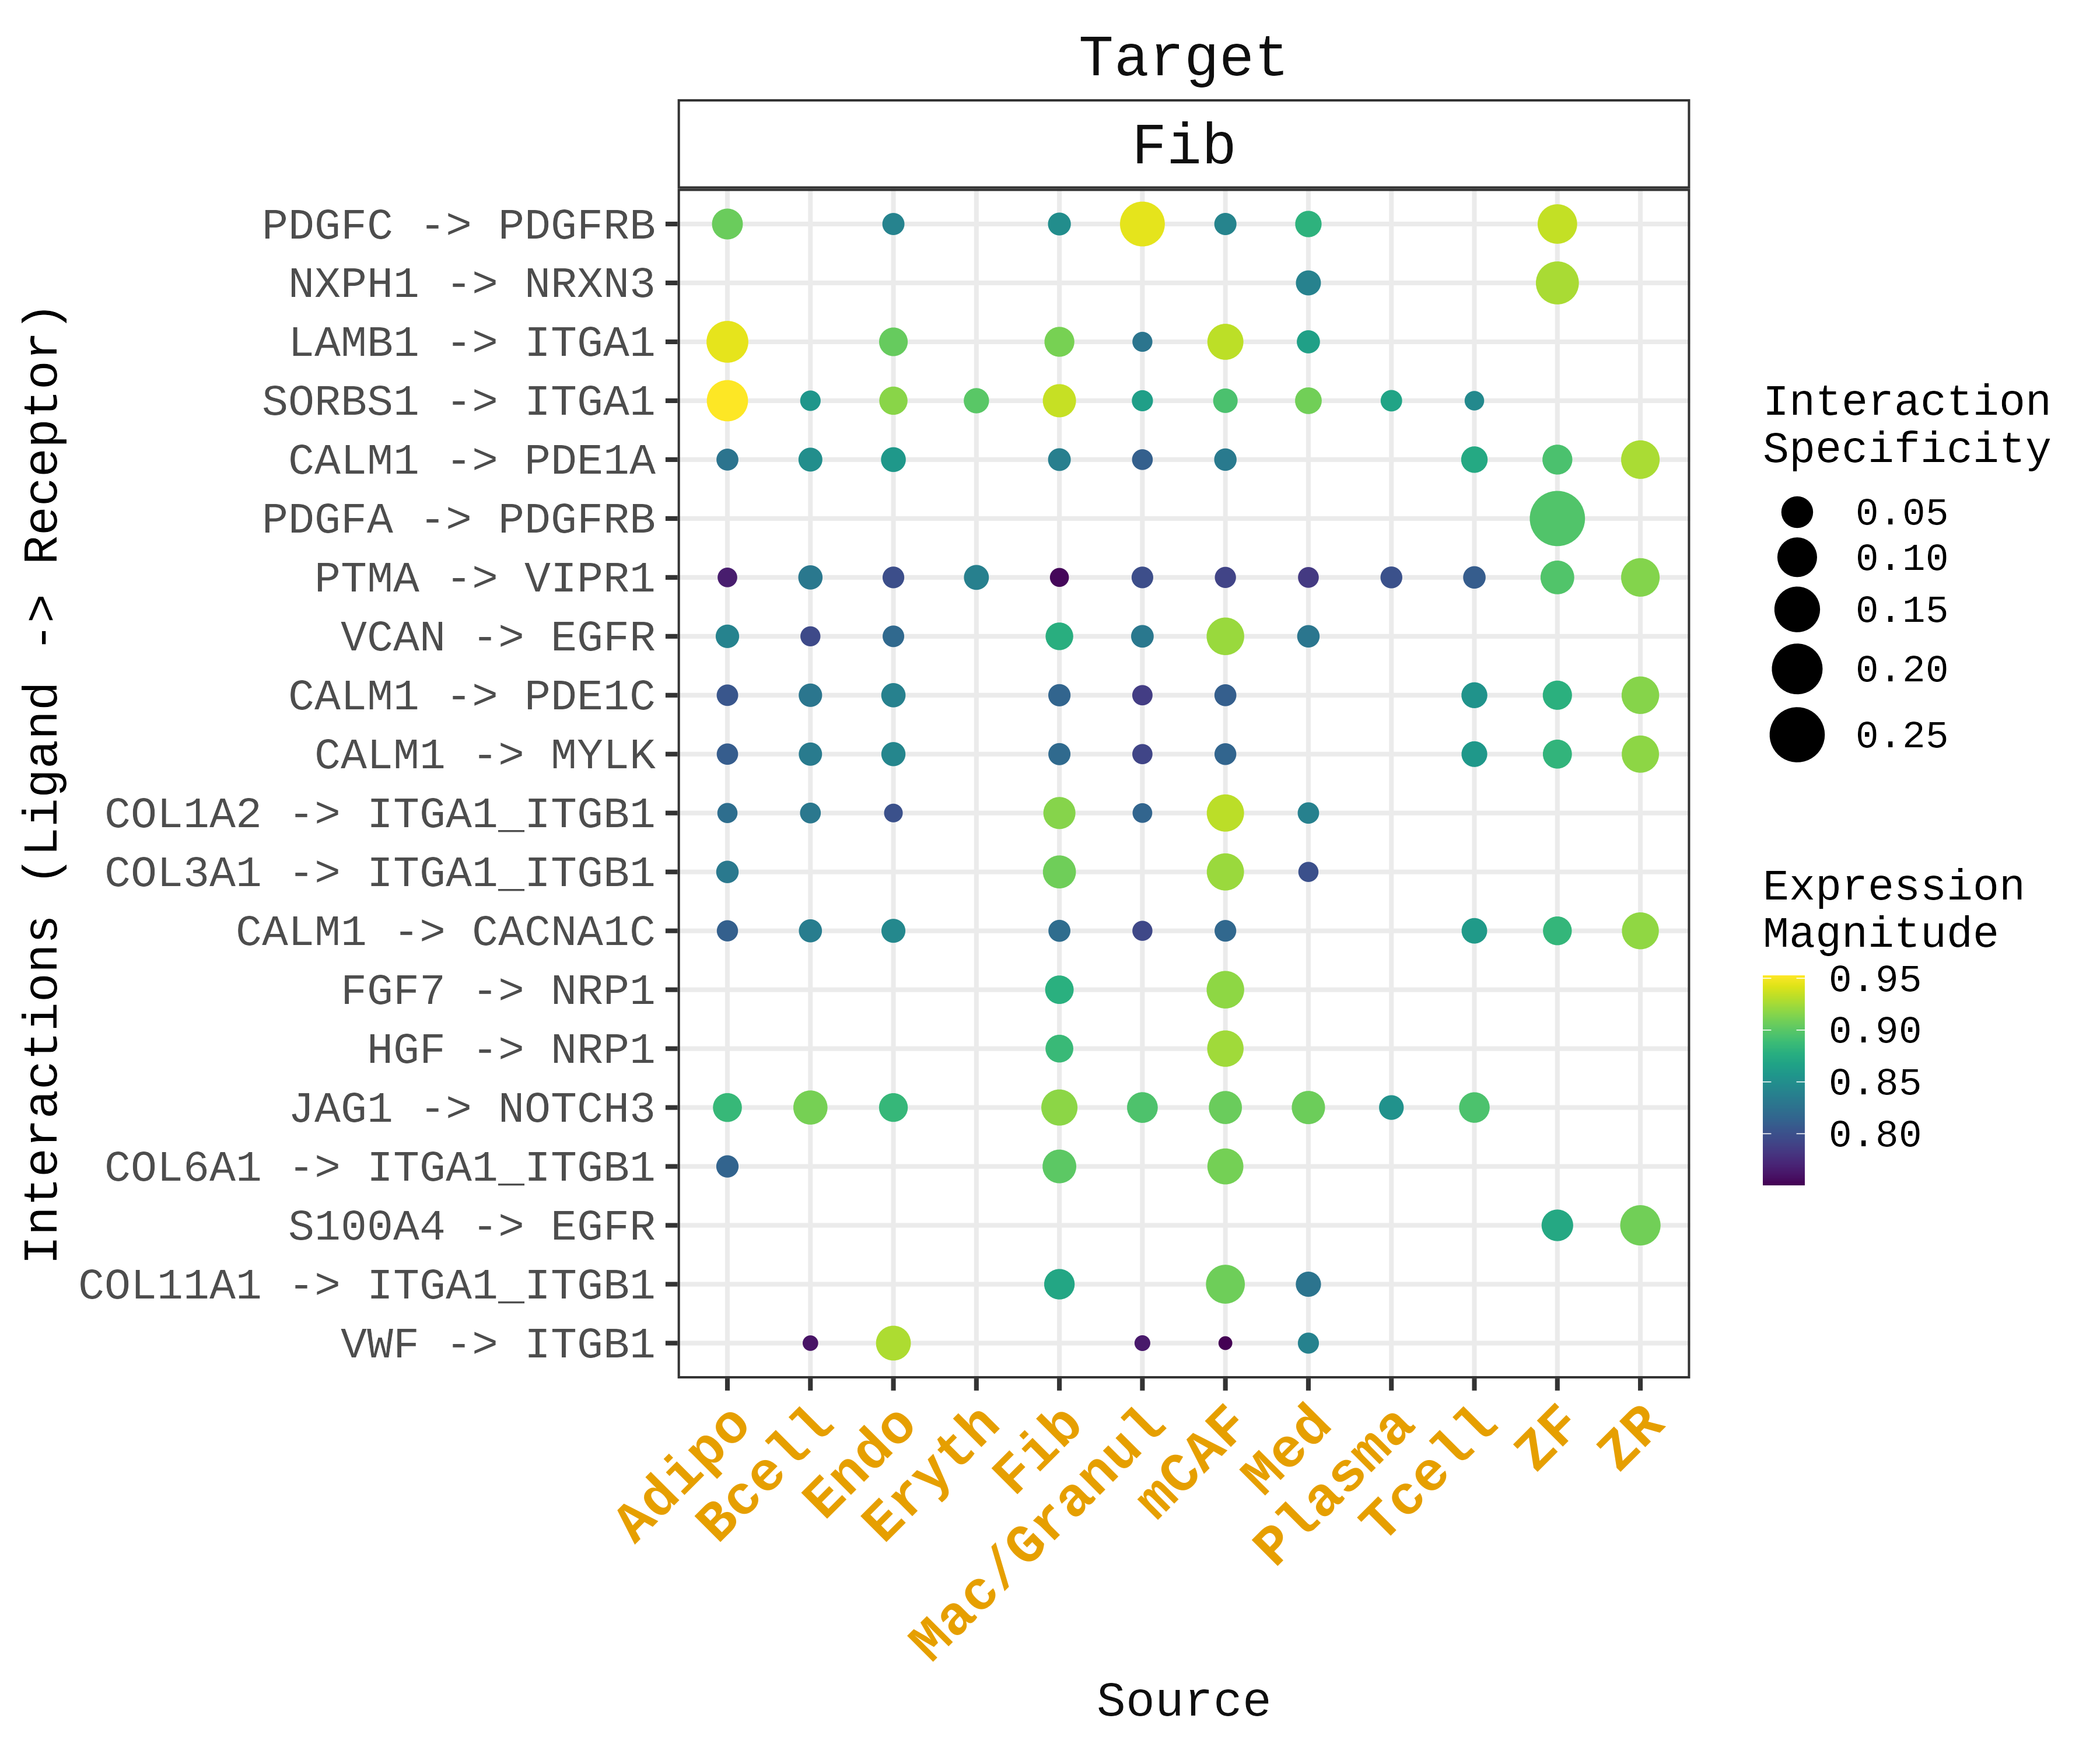 Target
Fib
Interactions (Ligand -> Receptor)
PDGFC -> PDGFRB
NXPH1 -> NRXN3
LAMB1 -> ITGA1
SORBS1 -> ITGA1
CALM1 -> PDE1A
PDGFA -> PDGFRB
PTMA -> VIPR1
VCAN -> EGFR
CALM1 -> PDE1C
CALM1 -> MYLK
COL1A2 -> ITGA1_ITGB1
COL3A1 -> ITGA1_ITGB1
CALM1 -> CACNA1C
FGF7 -> NRP1
HGF -> NRP1
JAG1 -> NOTCH3
COL6A1 -> ITGA1_ITGB1
S100A4 -> EGFR
COL11A1 -> ITGA1_ITGB1
VWF -> ITGB1
Adipo
Bcell
Endo
Eryth
Fib
Mac/Granul
mCAF
Med
Plasma
Tcell
ZF
ZR
Source
Interaction
Specificity
0.05
0.10
0.15
0.20
0.25
Expression
Magnitude
0.95
0.90
0.85
0.80